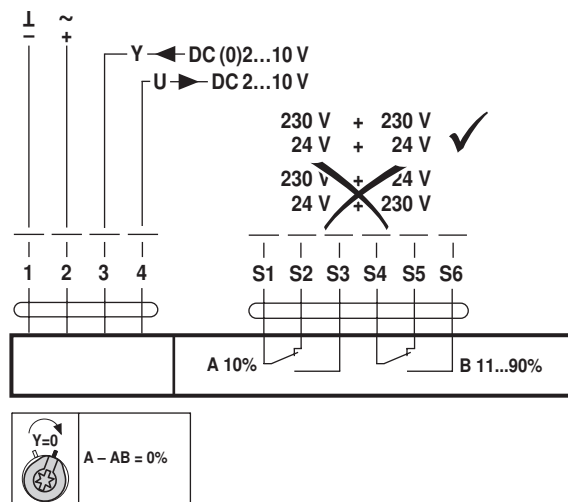 ⊥ ~
– +
Y DC (0)2...10 V
U DC 2...10 V
230 V + 230 V
24 V + 24 V
230 V + 24 V
24 V + 230 V
1 2 3 4 S1 S2 S3 S4 S5 S6
A 10% B 11...90%
Y=0
A – AB = 0%